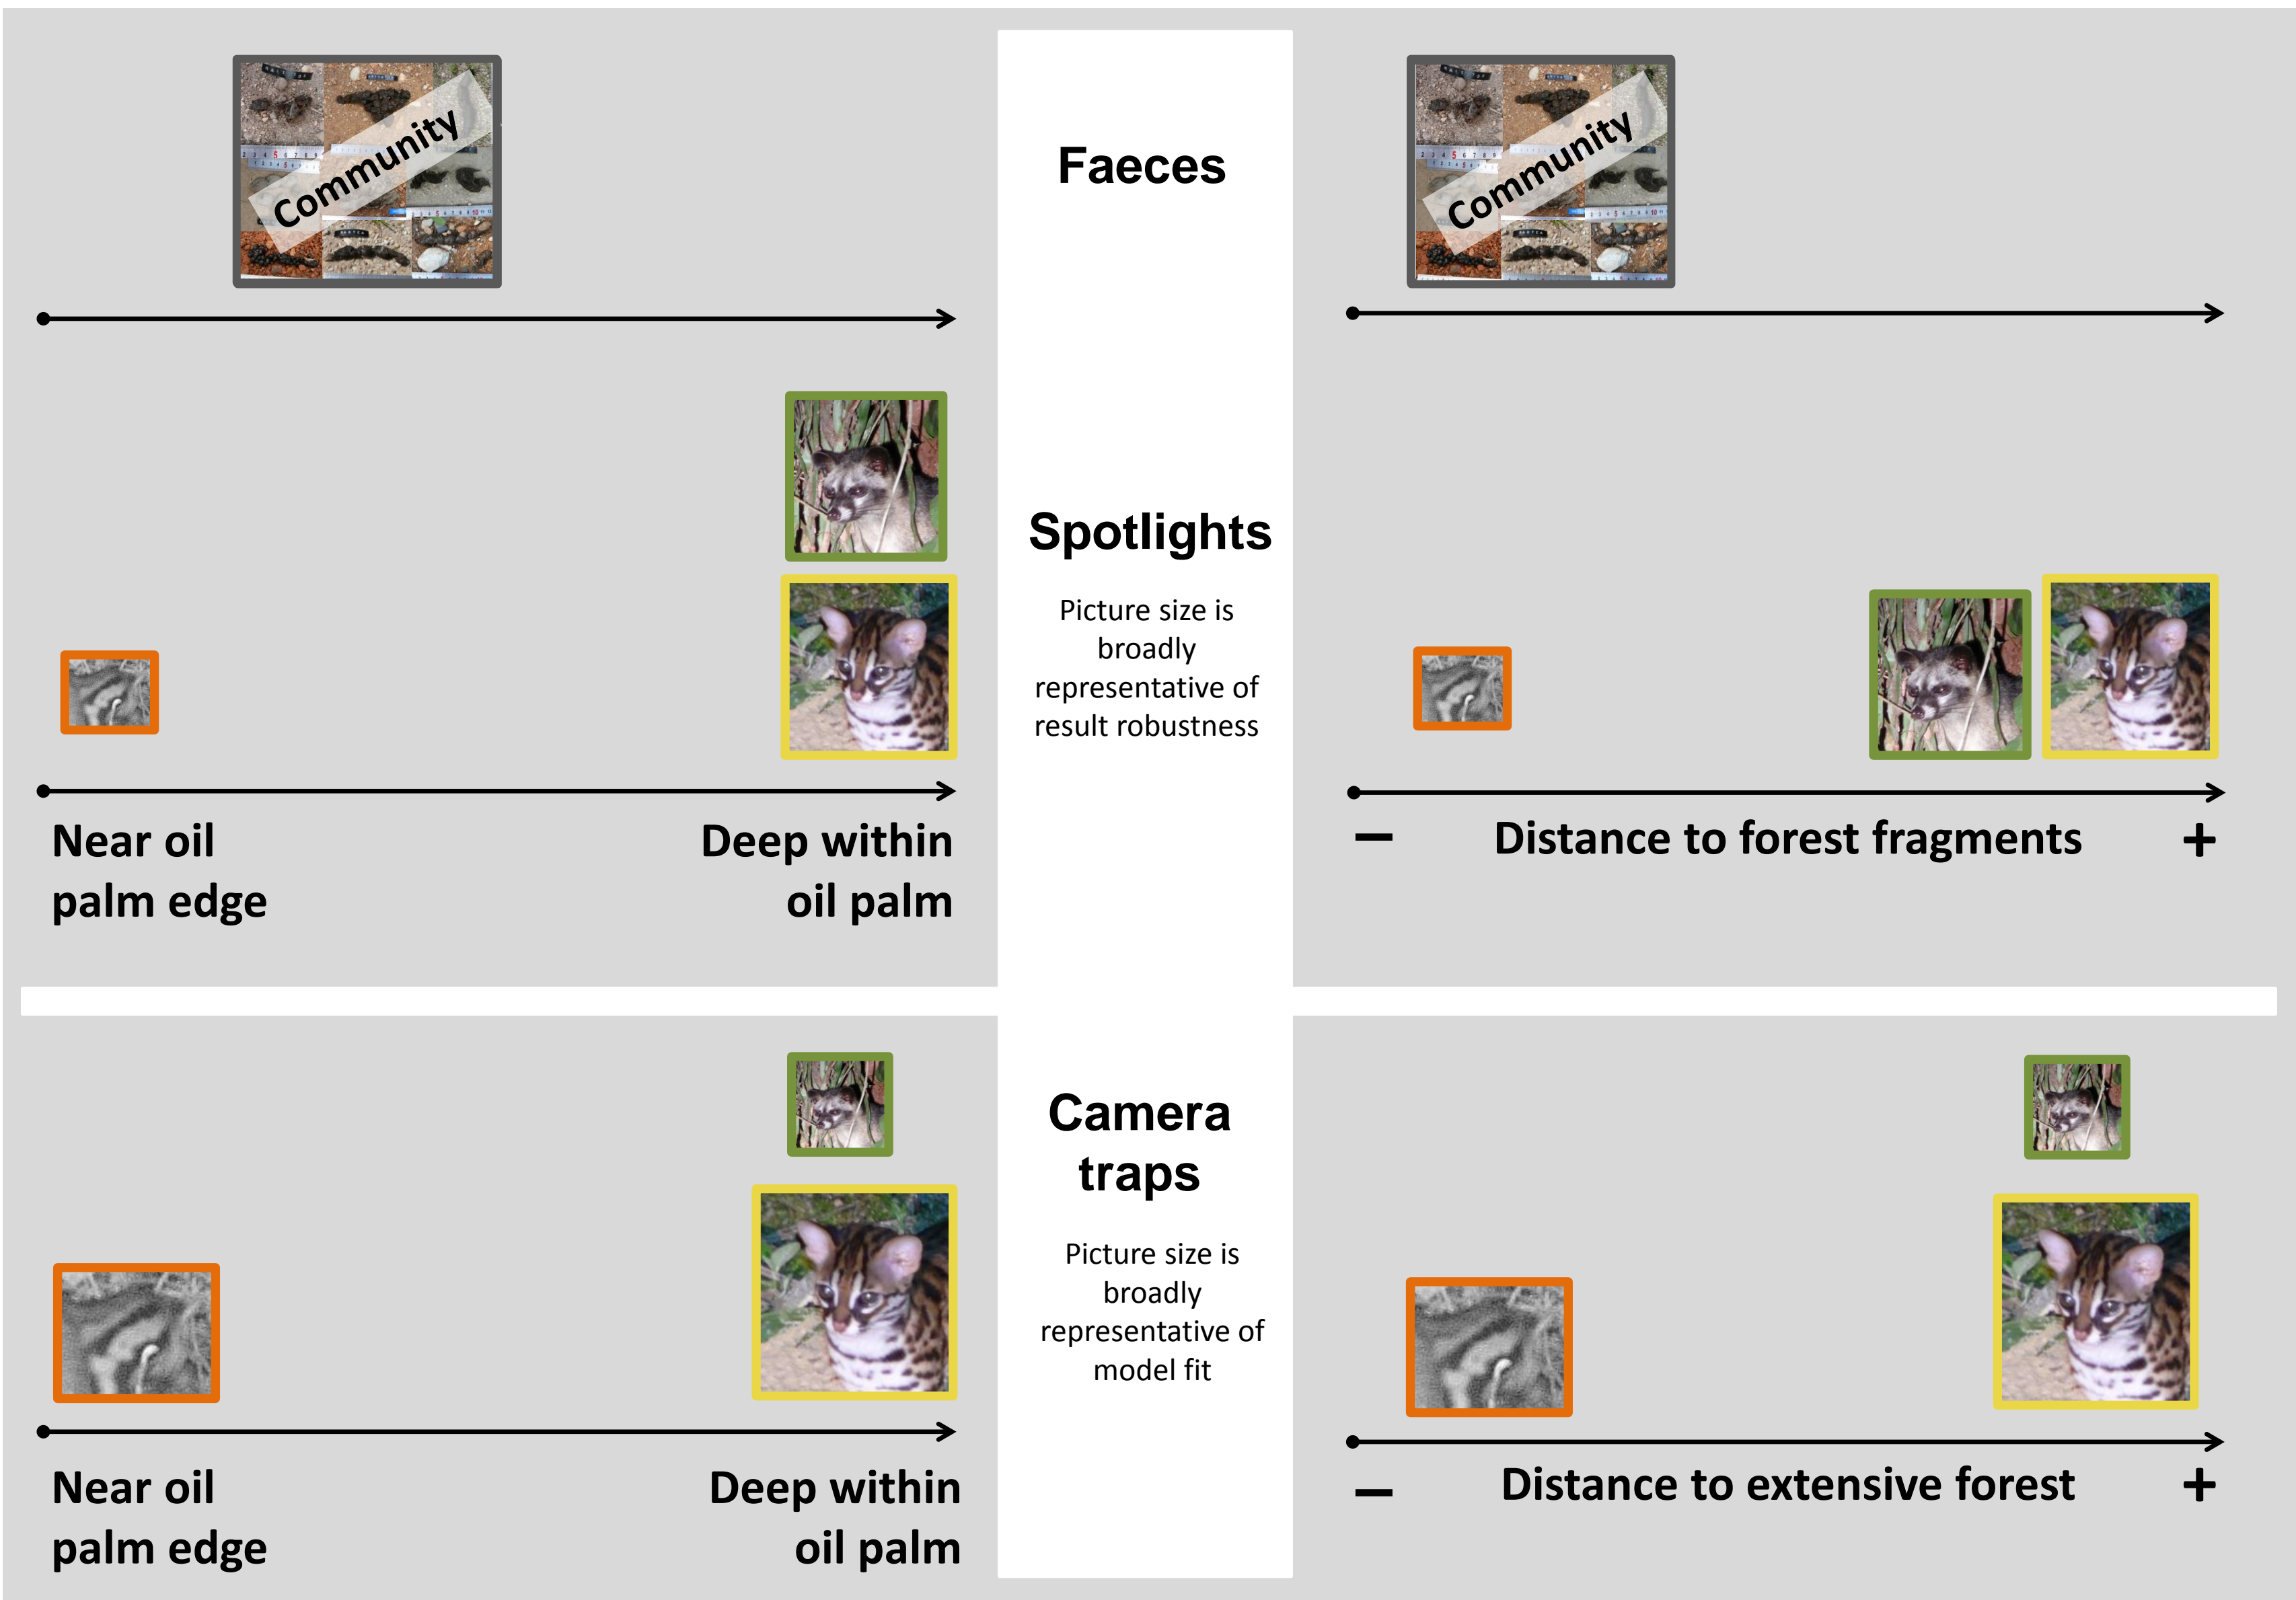 Community
Faeces
Community
Spotlights
Picture size is
broadly
representative of
result robustness
Near oil
palm edge
Deep within
oil palm
– Distance to forest fragments +
Camera
traps
Picture size is
broadly
representative of
model fit
Near oil
palm edge
Deep within
oil palm
– Distance to extensive forest +